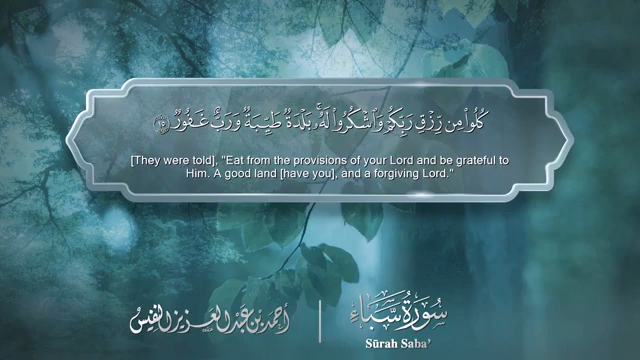 كُلُوا۟ مِن رِّزْقِ رَبِّكُمْ وَٱشْكُرُوا۟ لَهُۥ ۚ بَلْدَةٌ طَيِّبَةٌ وَرَبٌّ غَفُورٌ ١٥
[They were told], "Eat from the provisions of your Lord and be grateful to
Him. A good land [have you], and a forgiving Lord."
سُورَةُ سَبَإٍ
Sūrah Saba’
أحمد بن عبد العزيز النفيس